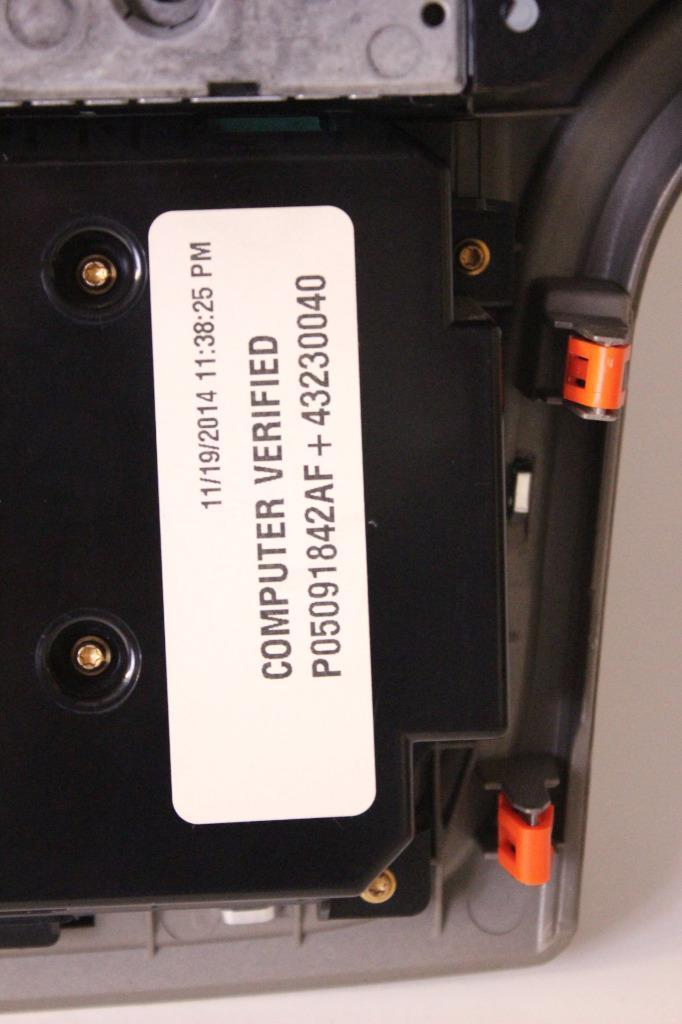 11/19/2014 11:38:25 PM
COMPUTER VERIFIED
P05091842AF + 43230040